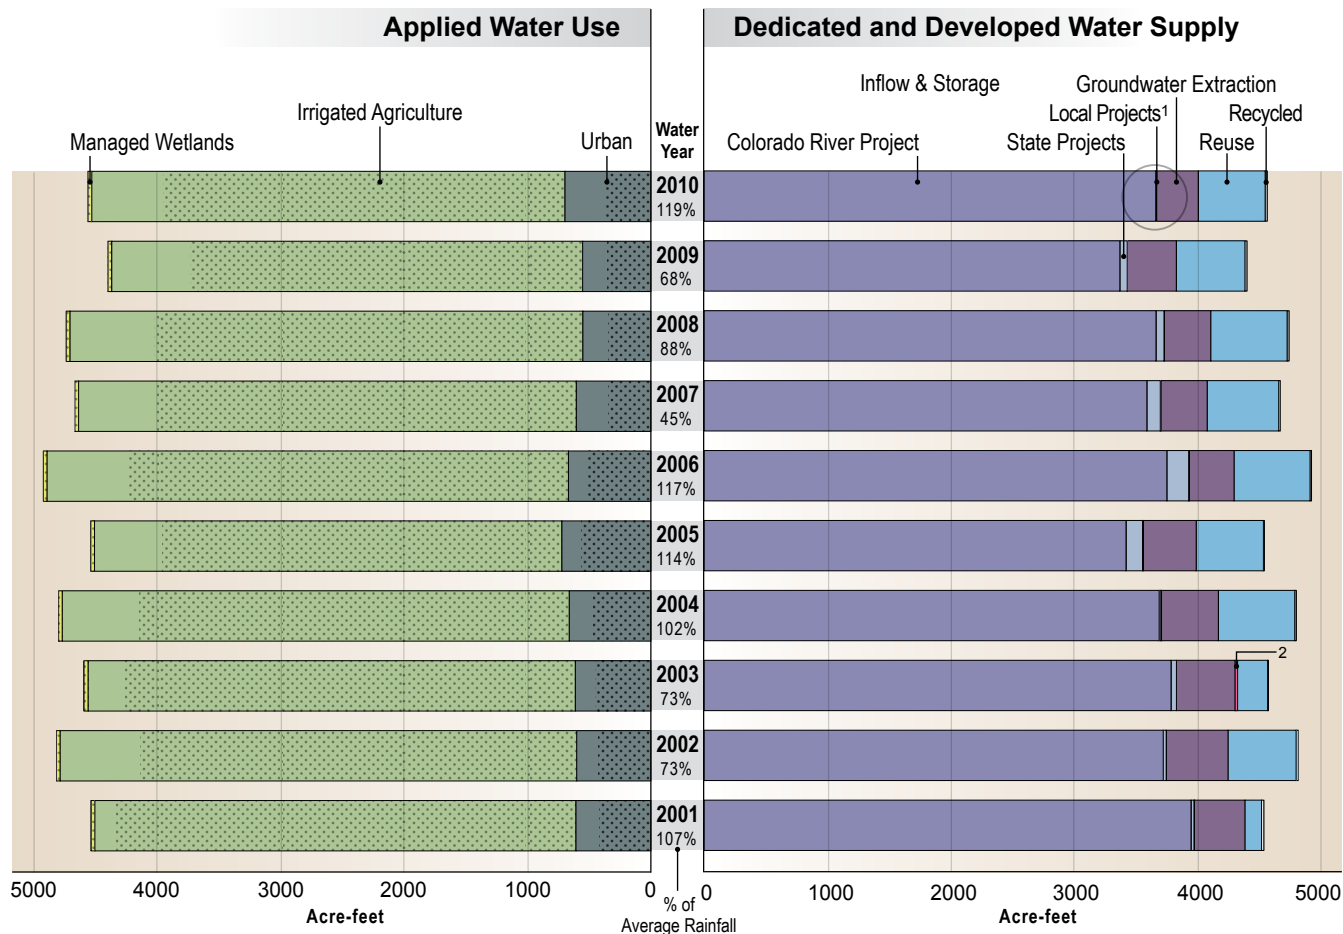 Applied Water Use
Dedicated and Developed Water Supply
Inflow & Storage
Groundwater Extraction
Irrigated Agriculture
Local Projects1
Recycled
Managed Wetlands
Urban
Water
Year
Colorado River Project
State Projects
Reuse
2010
119%
2009
68%
2008
88%
2007
45%
2006
117%
2005
114%
2004
102%
2
2003
73%
2002
73%
2001
107%
5000 4000 3000 2000 1000 0
0 1000 2000 3000 4000 5000
Acre-feet
% of
Average Rainfall
Acre-feet